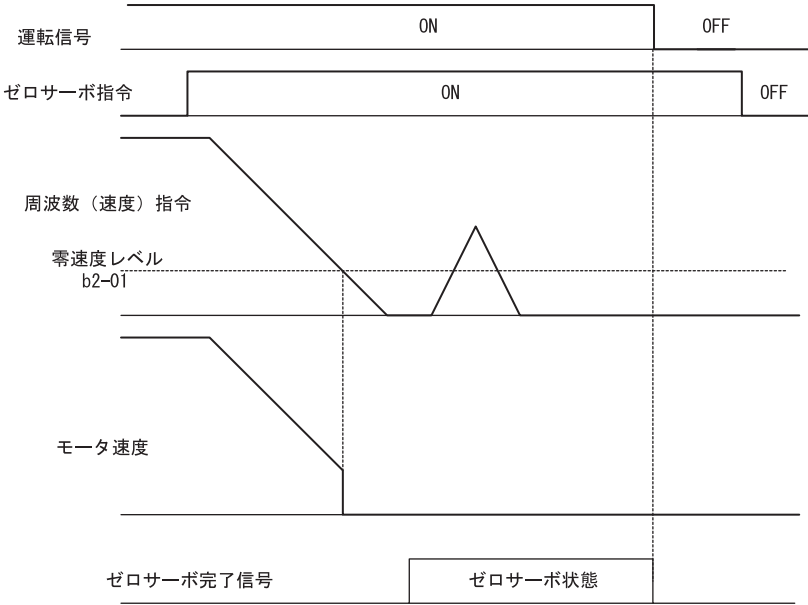 運転信号
ON
OFF
ゼロサーボ指令
ON
OFF
周波数（速度）指令
零速度レベル
b2-01
モータ速度
ゼロサーボ完了信号
ゼロサーボ状態